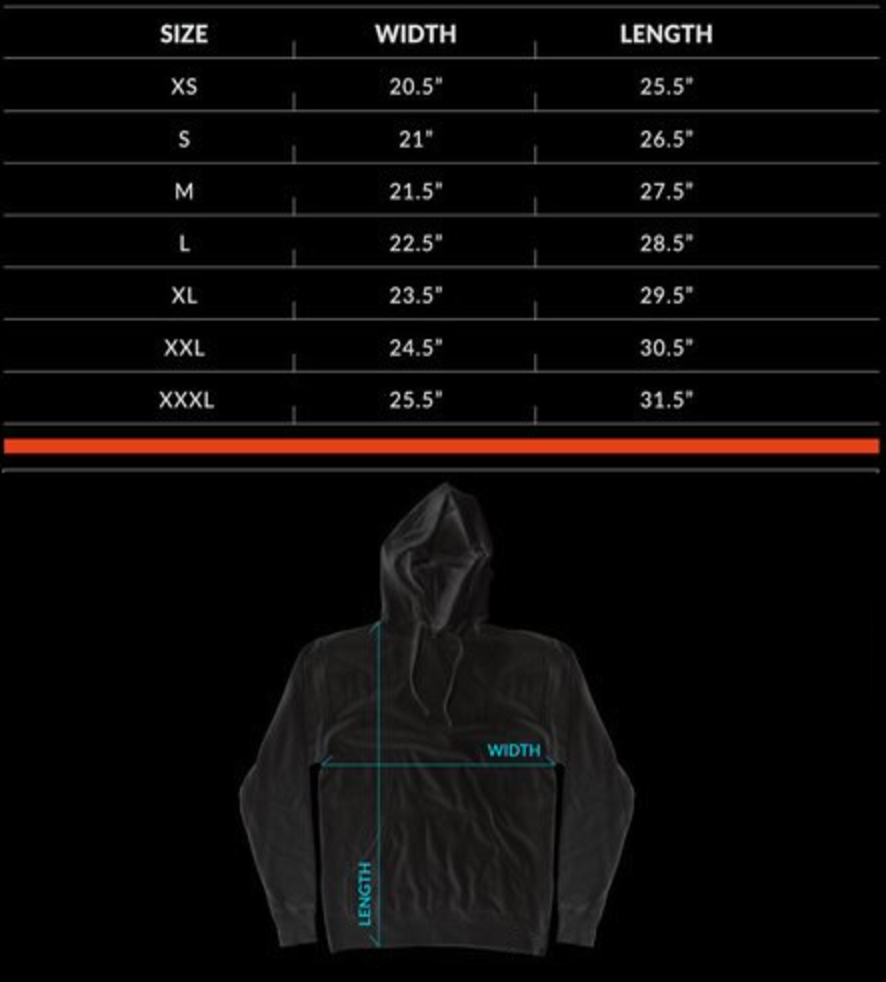 SIZE WIDTH LENGTH
XS 20.5” 25.5”
S 21” 26.5”
M 21.5” 27.5”
L 22.5” 28.5”
XL 23.5” 29.5”
XXL 24.5” 30.5”
XXXL 25.5” 31.5”
WIDTH
LENGTH